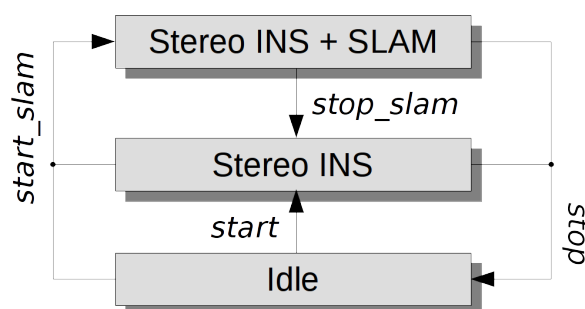 Stereo INS + SLAM
start_slam
stop_slam
Stereo INS
start
stop
Idle